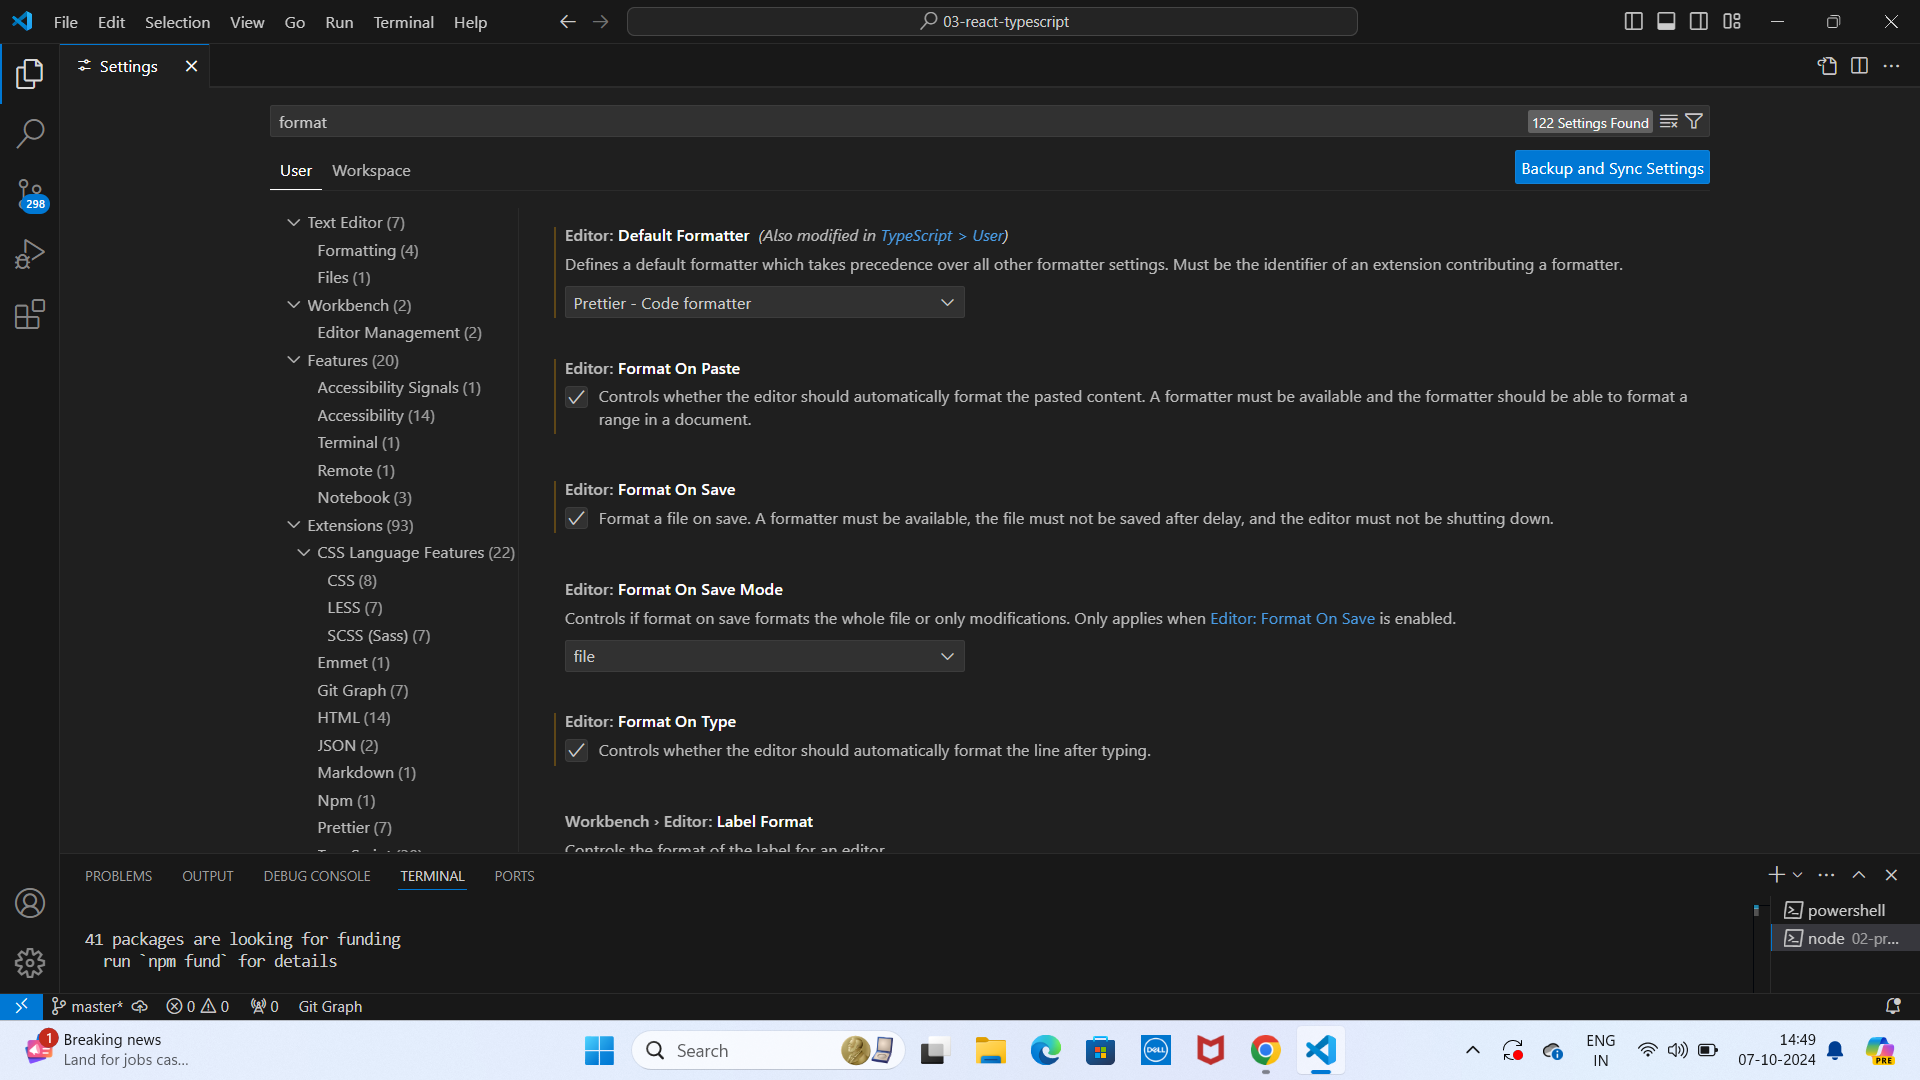 File Edit Selection View Go Run Terminal Help
03-react-typescript
Settings
format
122 Settings Found
User Workspace
Backup and Sync Settings
Text Editor (7)
Formatting (4)
Files (1)
Workbench (2)
Editor Management (2)
Features (20)
Accessibility Signals (1)
Accessibility (14)
Terminal (1)
Remote (1)
Notebook (3)
Extensions (93)
CSS Language Features (22)
CSS (8)
LESS (7)
SCSS (Sass) (7)
Emmet (1)
Git Graph (7)
HTML (14)
JSON (2)
Markdown (1)
Npm (1)
Prettier (7)
Editor: Default Formatter (Also modified in TypeScript > User)
Defines a default formatter which takes precedence over all other formatter settings. Must be the identifier of an extension contributing a formatter.
Prettier - Code formatter
Editor: Format On Paste
Controls whether the editor should automatically format the pasted content. A formatter must be available and the formatter should be able to format a
range in a document.
Editor: Format On Save
Format a file on save. A formatter must be available, the file must not be saved after delay, and the editor must not be shutting down.
Editor: Format On Save Mode
Controls if format on save formats the whole file or only modifications. Only applies when Editor: Format On Save is enabled.
file
Editor: Format On Type
Controls whether the editor should automatically format the line after typing.
Workbench › Editor: Label Format
Controls the format of the label for an editor
298
PROBLEMS OUTPUT DEBUG CONSOLE TERMINAL PORTS
41 packages are looking for funding
run `npm fund` for details
powershell
node 02-pr...
master* 0 0 0 Git Graph
1
Breaking news
Land for jobs cas...
Search
DELL
ENG
IN
14:49
07-10-2024
PRE